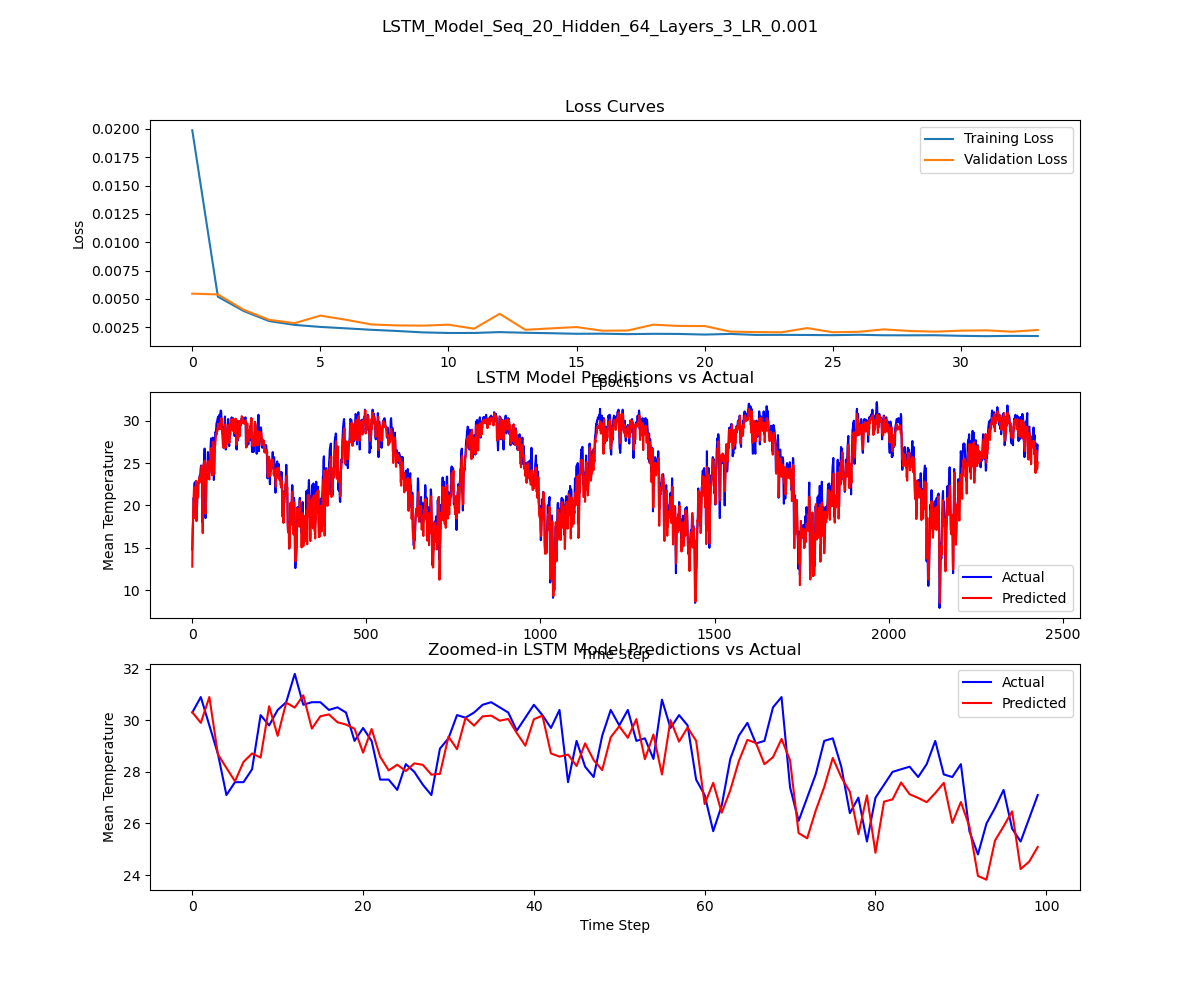 LSTM_Model_Seq_20_Hidden_64_Layers_3_LR_0.001
Loss Curves
0.0200
0.0175
0.0150
0.0125
0.0100
0.0075
0.0050
0.0025
Loss
Training Loss
Validation Loss
0 5 10 15 20 25 30
Epochs
LSTM Model Predictions vs Actual
30
25
20
15
10
Mean Temperature
Actual
Predicted
0 500 1000 1500 2000 2500
Time Step
Zoomed-in LSTM Model Predictions vs Actual
32
30
28
26
24
Mean Temperature
Actual
Predicted
0 20 40 60 80 100
Time Step